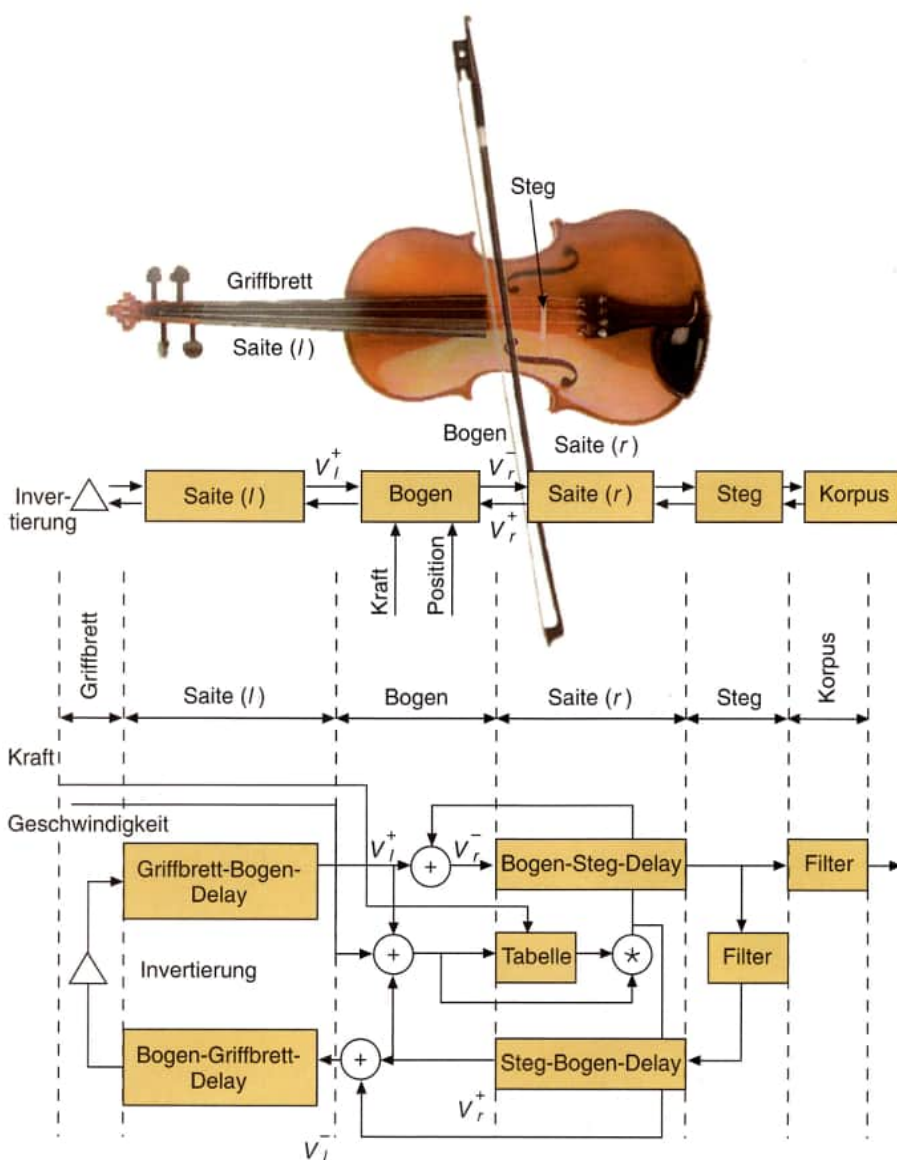 Steg
Griffbrett
Saite (l)
Bogen
Saite (r)
V_l^+
V_r^-
Inver-
tierung
Saite (l)
Bogen
Saite (r)
Steg
Korpus
V_r^+
Kraft
Position
Griffbrett
Saite (l)
Bogen
Saite (r)
Steg
Korpus
Kraft
Geschwindigkeit
V_l^+
V_r^-
Griffbrett-Bogen-
Delay
+
Bogen-Steg-Delay
Filter
Invertierung
+
Tabelle
*
Filter
Bogen-Griffbrett-
Delay
+
Steg-Bogen-Delay
V_r^+
V_l^-